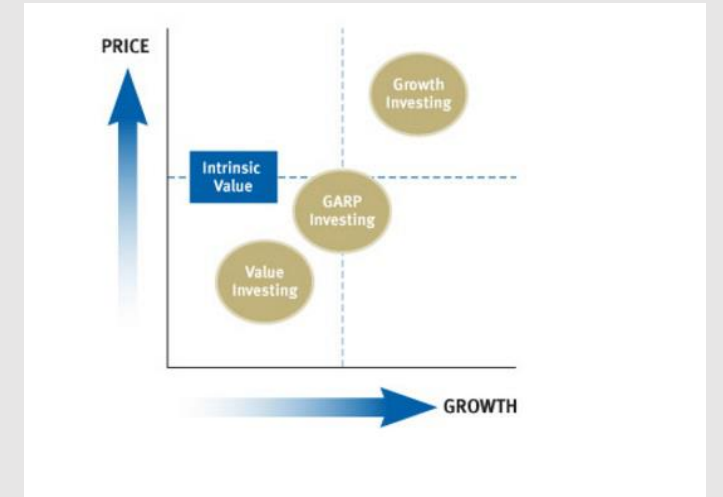 PRICE
Growth
Investing
Intrinsic
Value
GARP
Investing
Value
Investing
GROWTH